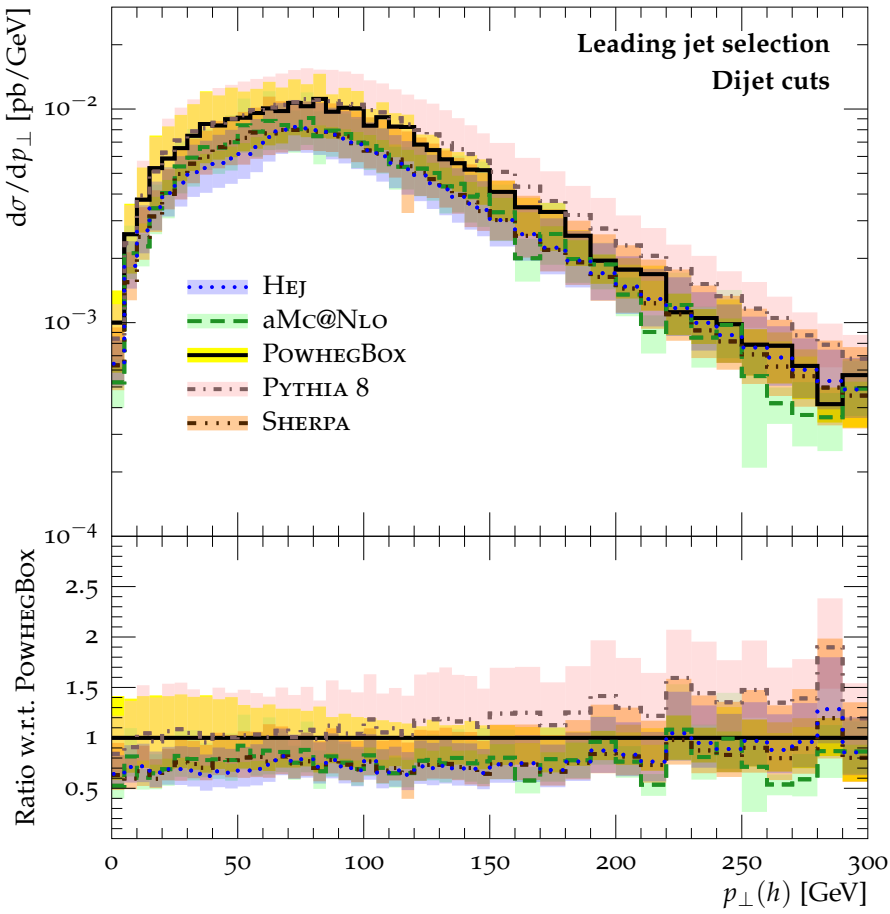 dσ/dp⊥ [pb/GeV]
Leading jet selection
Dijet cuts
10−2
10−3
10−4
HEJ
aMC@NLO
POWHEGBOX
PYTHIA 8
SHERPA
Ratio w.r.t. POWHEGBOX
2.5
2
1.5
1
0.5
0 50 100 150 200 250 300
p⊥(h) [GeV]